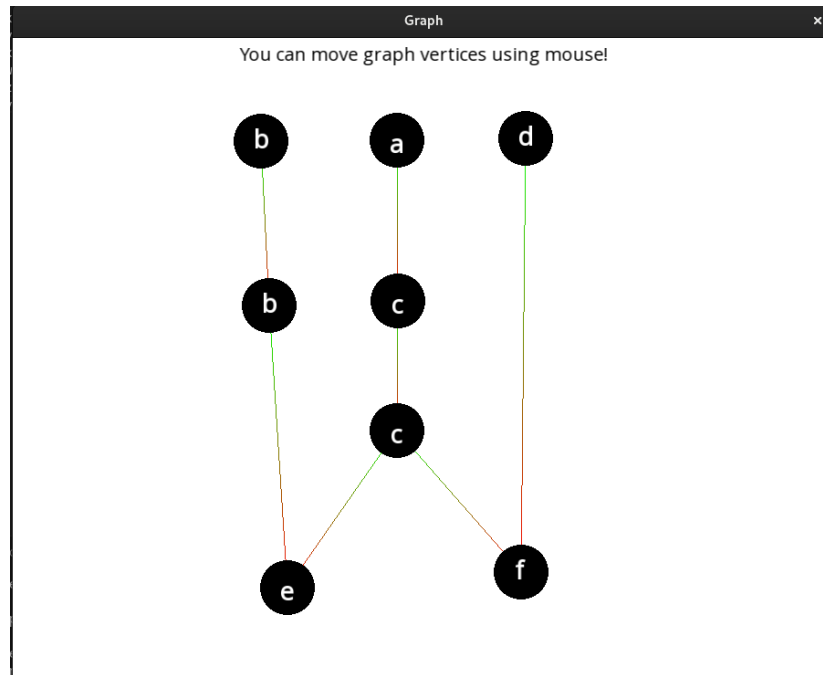 Graph
×
You can move graph vertices using mouse!
b a d
b c
c
e f